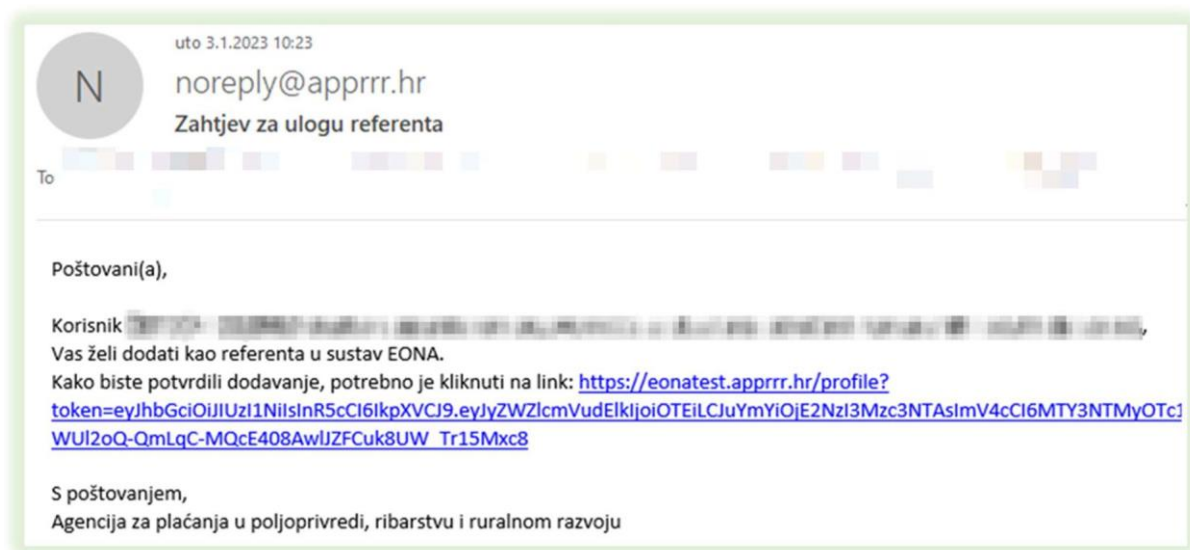 uto 3.1.2023 10:23
N
noreply@apprrr.hr
Zahtjev za ulogu referenta
To
Poštovani(a),
Korisnik
Vas želi dodati kao referenta u sustav EONA.
Kako biste potvrdili dodavanje, potrebno je kliknuti na link: https://eonatest.apprrr.hr/profile?
token=eyJhbGciOiJIUzI1NiIsInR5cCI6IkpXVCJ9.eyJyZWZlcmVudElkIjoiOTEiLCJuYmYiOjE2NzI3Mzc3NTAsImV4cCI6MTY3NTMyOTc1
WUl2oQ-QmLqC-MQcE408AwlJZFCuk8UW_Tr15Mxc8
S poštovanjem,
Agencija za plaćanja u poljoprivredi, ribarstvu i ruralnom razvoju